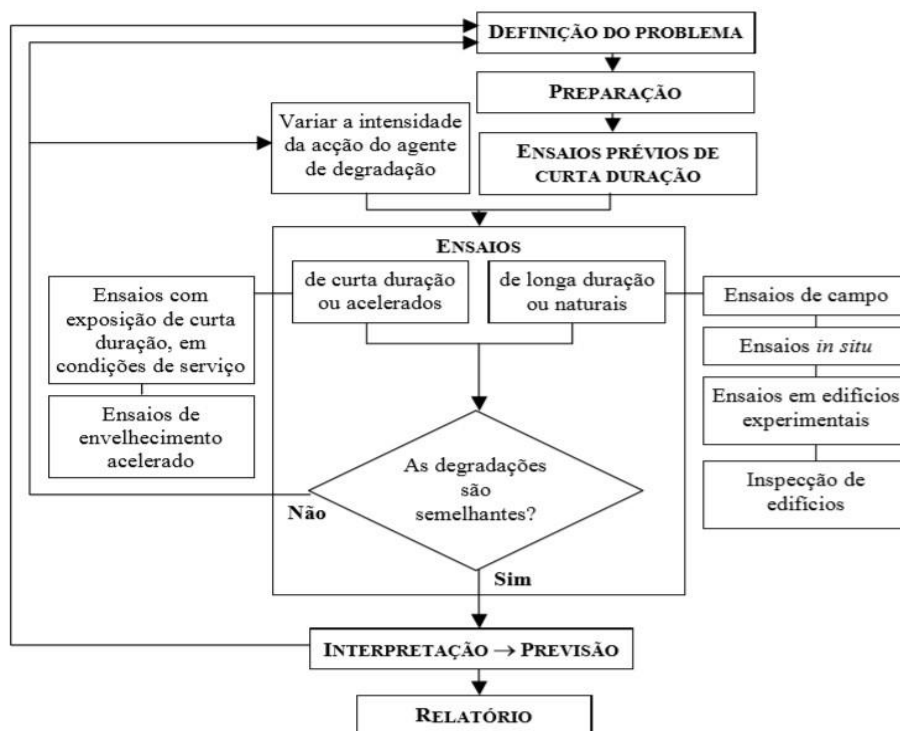 DEFINIÇÃO DO PROBLEMA
PREPARAÇÃO
Variar a intensidade
da acção do agente
de degradação
ENSAIOS PRÉVIOS DE
CURTA DURAÇÃO
ENSAIOS
de curta duração
ou acelerados
de longa duração
ou naturais
Ensaios com
exposição de curta
duração, em
condições de serviço
Ensaios de
envelhecimento
acelerado
Ensaios de campo
Ensaios in situ
Ensaios em edifícios
experimentais
Inspecção de
edifícios
As degradações
são
semelhantes?
Não
Sim
INTERPRETAÇÃO → PREVISÃO
RELATÓRIO